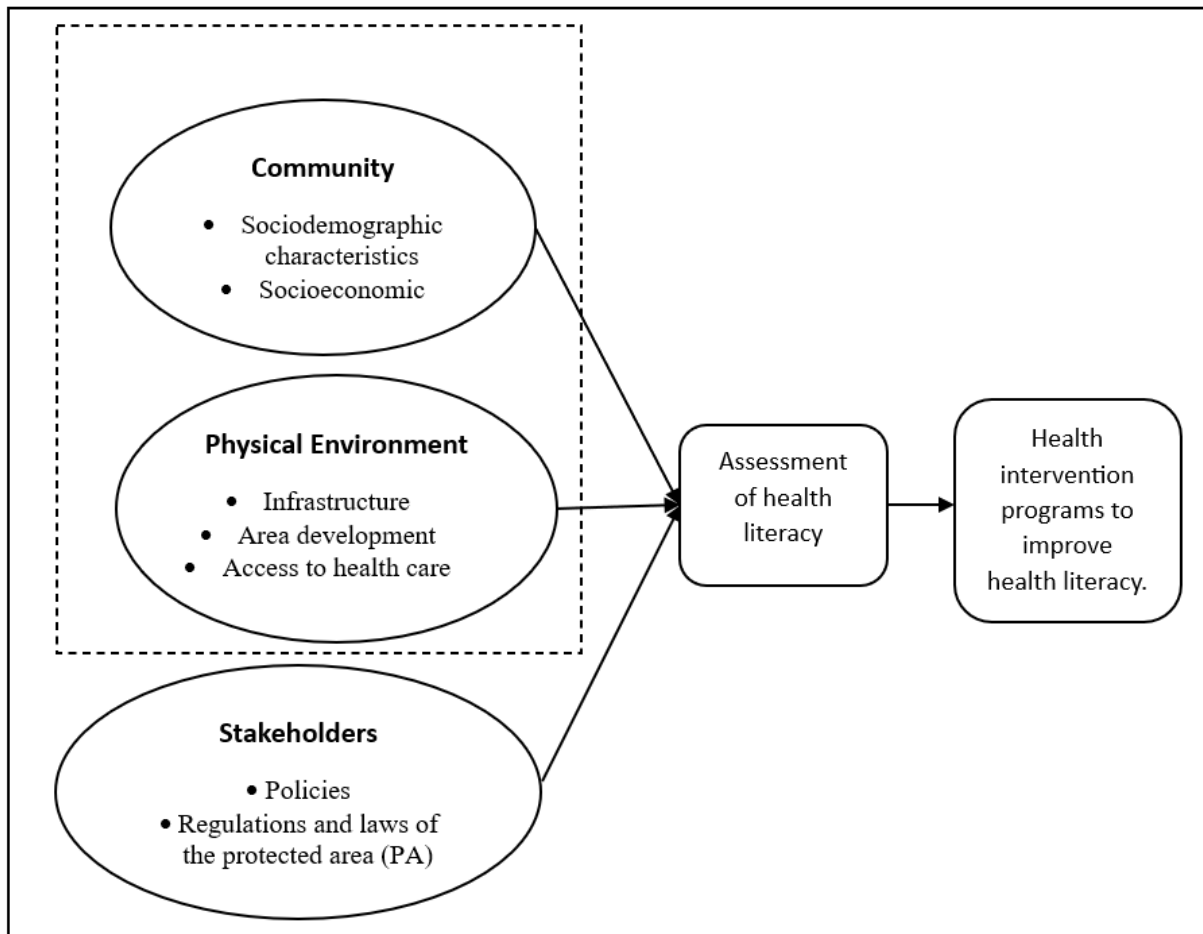 Community
• Sociodemographic
characteristics
• Socioeconomic
Physical Environment
• Infrastructure
• Area development
• Access to health care
Stakeholders
• Policies
• Regulations and laws of
the protected area (PA)
Assessment
of health
literacy
Health
intervention
programs to
improve
health literacy.